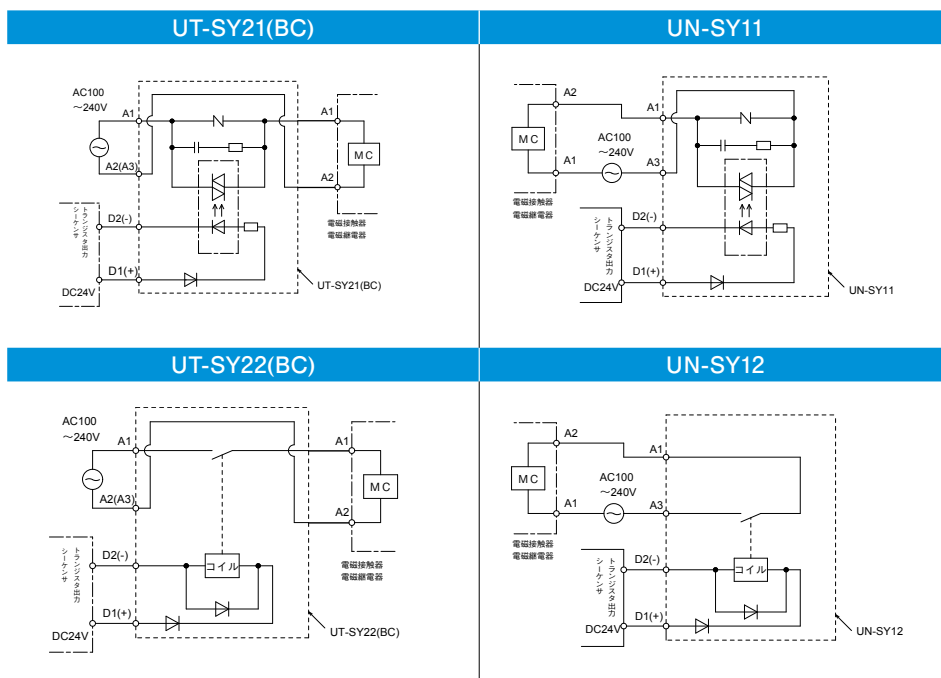 UT-SY21(BC)
AC100
~240V
A1
A2(A3)
A1
MC
A2
電磁接触器
電磁継電器
トランジスタ出力
シーケンサ
D2(-)
D1(+)
DC24V
UT-SY21(BC)
UN-SY11
A2
MC
A1
AC100
~240V
A1
A3
電磁接触器
電磁継電器
トランジスタ出力
シーケンサ
D2(-)
D1(+)
DC24V
UN-SY11
UT-SY22(BC)
AC100
~240V
A1
A2(A3)
A1
MC
A2
電磁接触器
電磁継電器
トランジスタ出力
シーケンサ
D2(-)
コイル
D1(+)
DC24V
UT-SY22(BC)
UN-SY12
A2
MC
A1
AC100
~240V
A1
A3
電磁接触器
電磁継電器
トランジスタ出力
シーケンサ
D2(-)
コイル
D1(+)
DC24V
UN-SY12